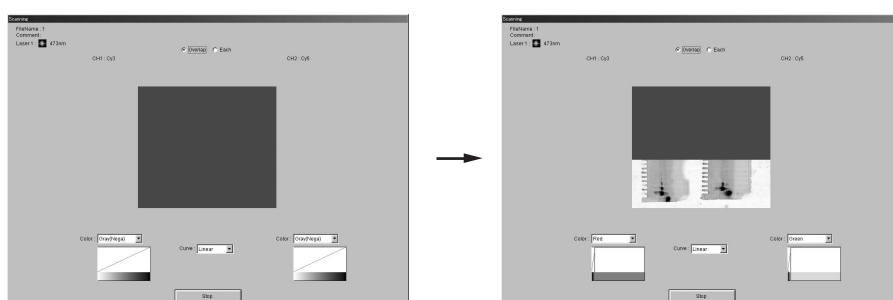 Scanning
FileName : 1
Comment :
Laser 1 : 473nm
Overlap Each
CH1 : Cy3 CH2 : Cy5
Color : Gray(Nega) Color : Gray(Nega)
Curve : Linear
Stop
Scanning
FileName : 1
Comment :
Laser 1 : 473nm
Overlap Each
CH1 : Cy3 CH2 : Cy5
Color : Red Color : Green
Curve : Linear
Stop